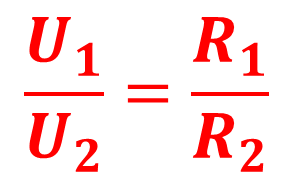 U₁/U₂ = R₁/R₂